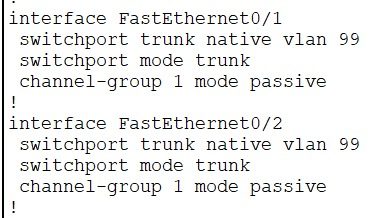 !
interface FastEthernet0/1
 switchport trunk native vlan 99
 switchport mode trunk
 channel-group 1 mode passive
!
interface FastEthernet0/2
 switchport trunk native vlan 99
 switchport mode trunk
 channel-group 1 mode passive
!